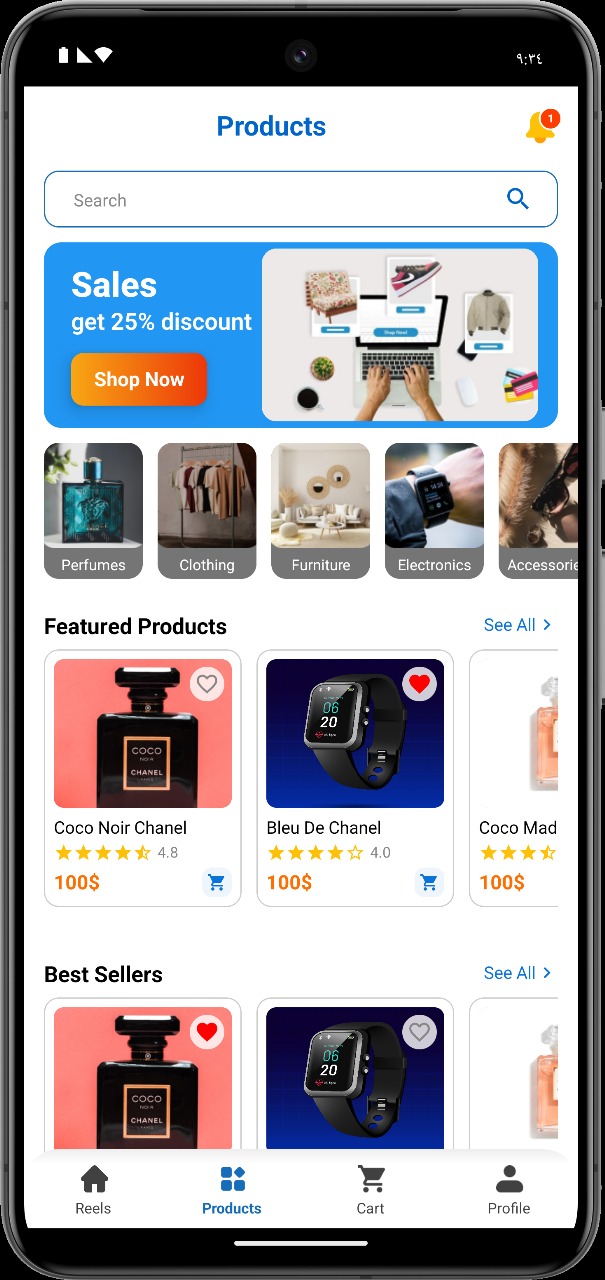 ٩:٣٤
Products
1
Search
Sales
get 25% discount
Shop Now
Shop Now!
Perfumes
Clothing
Furniture
Electronics
Accessorie
Featured Products
See All
COCO
NOIR
CHANEL
06
20
Coco Noir Chanel
Bleu De Chanel
Coco Mad
4.8
4.0
100$
100$
100$
Best Sellers
See All
COCO
NOIR
CHANEL
06
20
Reels
Products
Cart
Profile